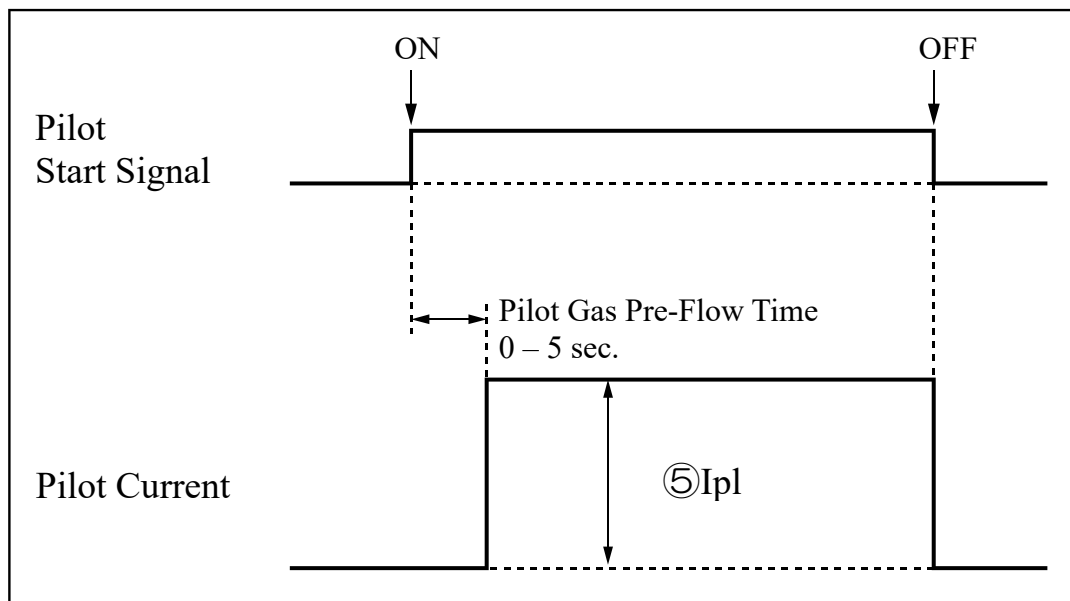 ON
OFF
Pilot
Start Signal
Pilot Gas Pre-Flow Time
0 – 5 sec.
Pilot Current
⑤Ipl